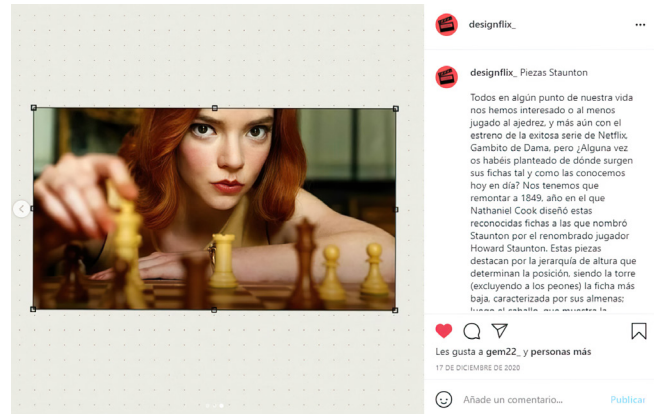 designflix_
designflix_ Piezas Staunton
Todos en algún punto de nuestra vida
nos hemos interesado o al menos
jugado al ajedrez, y más aún con el
estreno de la exitosa serie de Netflix,
Gambito de Dama, pero ¿Alguna vez
os habéis planteado de dónde surgen
sus fichas tal y como las conocemos
hoy en día? Nos tenemos que
remontar a 1849, año en el que
Nathaniel Cook diseñó estas
reconocidas fichas a las que nombró
Staunton por el renombrado jugador
Howard Staunton. Estas piezas
destacan por la jerarquía de altura que
determinan la posición, siendo la torre
(excluyendo a los peones) la ficha más
baja, caracterizada por sus almenas;
luego el caballo, que muestra la
Les gusta a gem22_ y personas más
17 DE DICIEMBRE DE 2020
Añade un comentario... Publicar